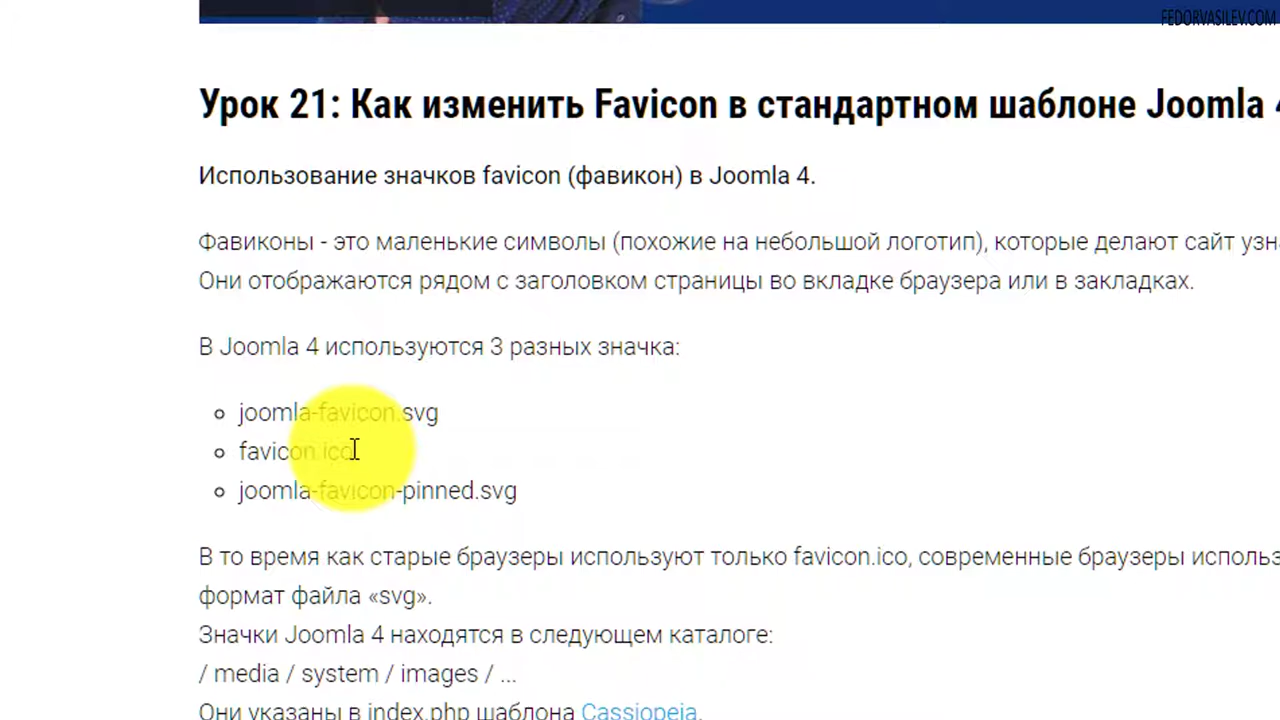 FEDORVASILEV.COM
Урок 21: Как изменить Favicon в стандартном шаблоне Joomla
Использование значков favicon (фавикон) в Joomla 4.
Фавиконы - это маленькие символы (похожие на небольшой логотип), которые делают сайт
Они отображаются рядом с заголовком страницы во вкладке браузера или в закладках.
В Joomla 4 используются 3 разных значка:
joomla-favicon.svg
favicon.ico
joomla-favicon-pinned.svg
В то время как старые браузеры используют только favicon.ico, современные браузеры
формат файла «svg».
Значки Joomla 4 находятся в следующем каталоге:
/ media / system / images / ...
Они указаны в index.php шаблона Cassiopeia.